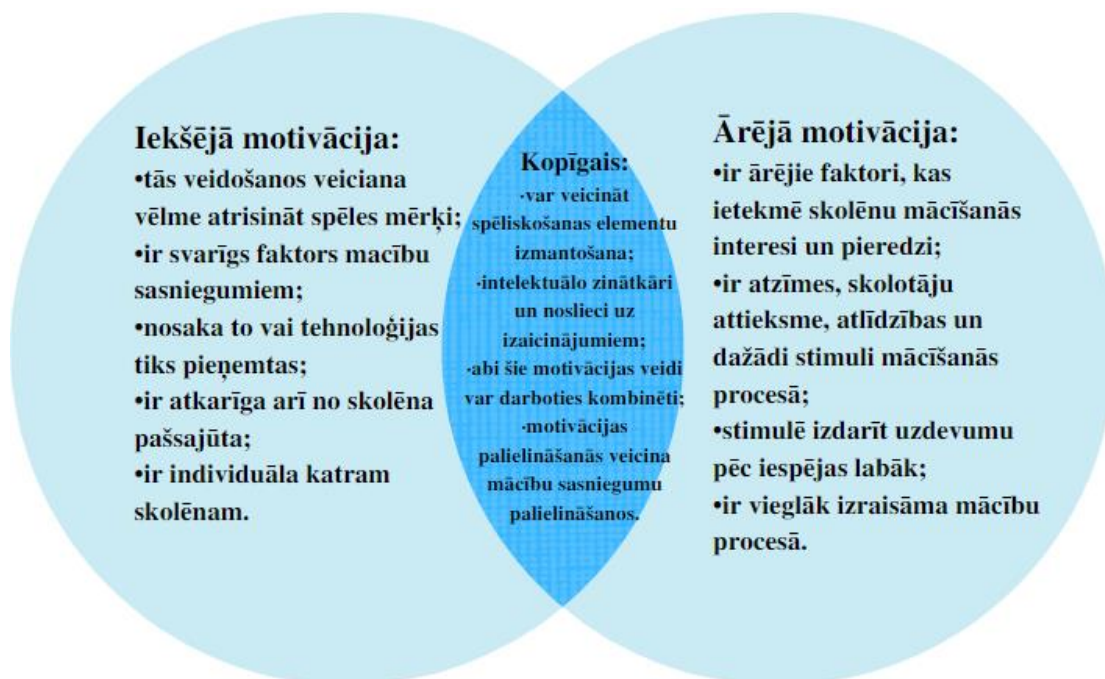 Iekšējā motivācija:
•tās veidošanos veiciana
vēlme atrisināt spēles mērķi;
•ir svarīgs faktors macību
sasniegumiem;
•nosaka to vai tehnoloģijas
tiks pieņemtas;
•ir atkarīga arī no skolēna
pašsajūta;
•ir individuāla katram
skolēnam.
Kopīgais:
·var veicināt
spēliskošanas elementu
izmantošana;
·intelektuālo zinātkāri
un noslieci uz
izaicinājumiem;
·abi šie motivācijas veidi
var darboties kombinēti;
·motivācijas
palielināšanās veicina
mācību sasniegumu
palielināšanos.
Ārējā motivācija:
•ir ārējie faktori, kas
ietekmē skolēnu mācīšanās
interesi un pieredzi;
•ir atzīmes, skolotāju
attieksme, atlīdzības un
dažādi stimuli mācīšanās
procesā;
•stimulē izdarīt uzdevumu
pēc iespējas labāk;
•ir vieglāk izraisāma mācību
procesā.